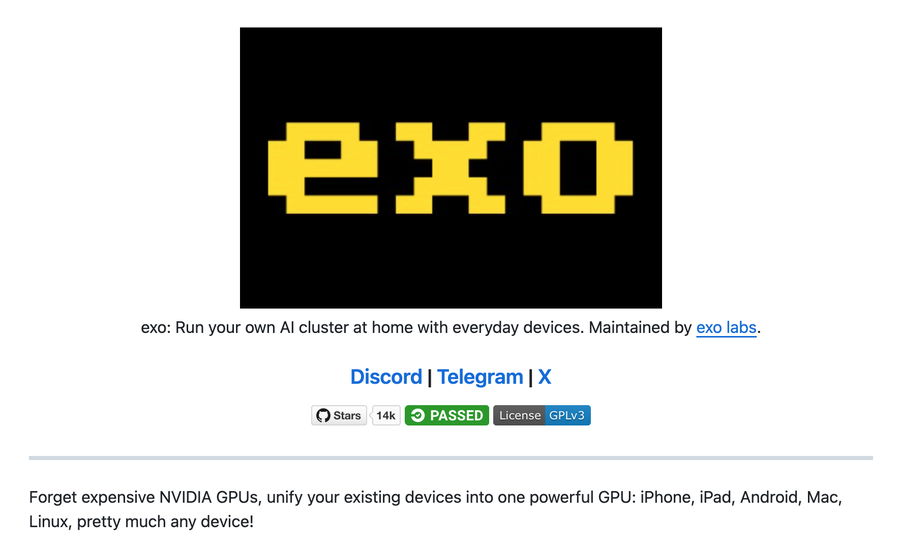 exo
exo: Run your own AI cluster at home with everyday devices. Maintained by exo labs.
Discord | Telegram | X
Stars 14k PASSED License GPLv3
Forget expensive NVIDIA GPUs, unify your existing devices into one powerful GPU: iPhone, iPad, Android, Mac,
Linux, pretty much any device!